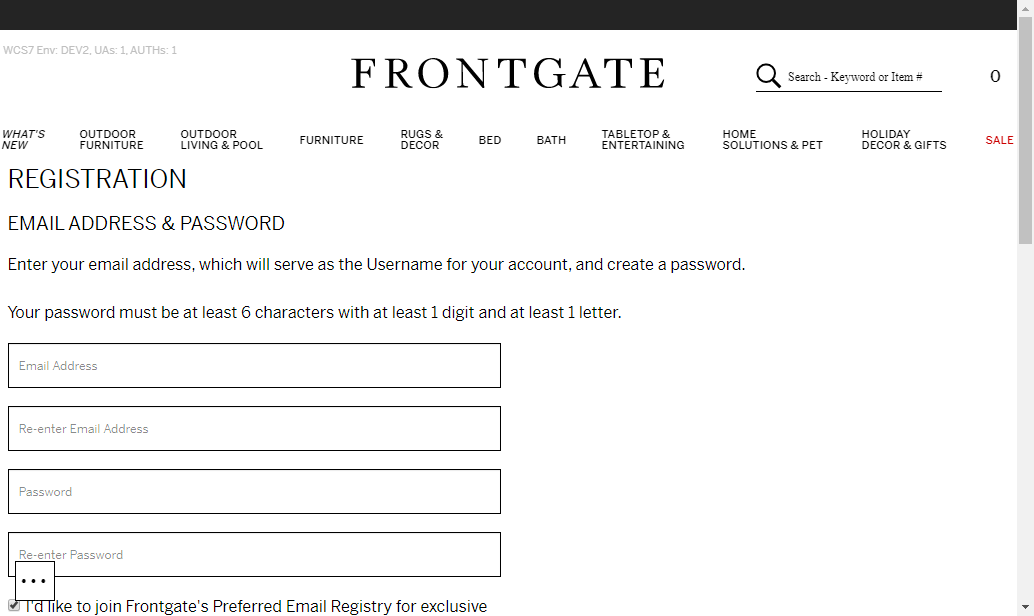 WCS7 Env: DEV2, UAs: 1, AUTHs: 1
FRONTGATE
Search - Keyword or Item #
0
WHAT'S
NEW
OUTDOOR
FURNITURE
OUTDOOR
LIVING & POOL
FURNITURE
RUGS &
DECOR
BED
BATH
TABLETOP &
ENTERTAINING
HOME
SOLUTIONS & PET
HOLIDAY
DECOR & GIFTS
SALE
REGISTRATION
EMAIL ADDRESS & PASSWORD
Enter your email address, which will serve as the Username for your account, and create a password.
Your password must be at least 6 characters with at least 1 digit and at least 1 letter.
Email Address
Re-enter Email Address
Password
Re-enter Password
I'd like to join Frontgate's Preferred Email Registry for exclusive